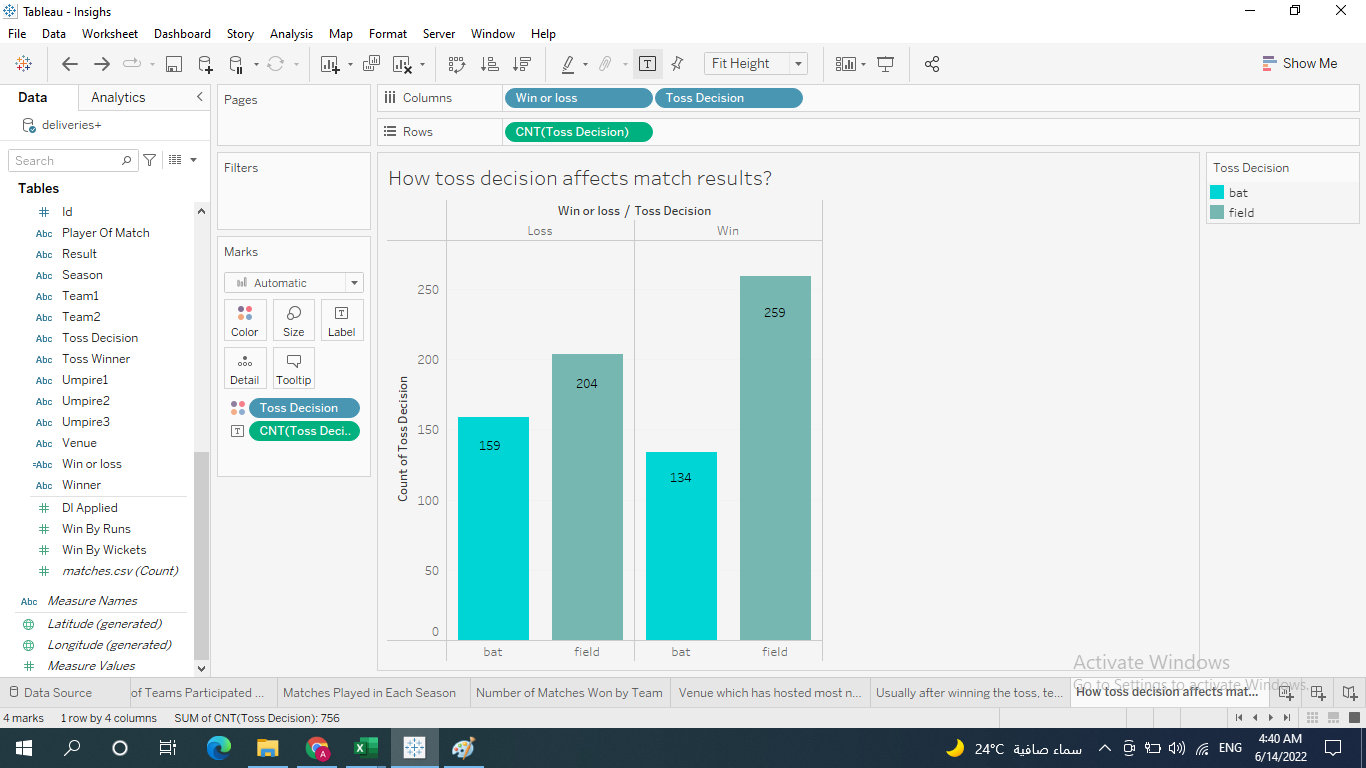 Tableau - Insighs
File Data Worksheet Dashboard Story Analysis Map Format Server Window Help
Fit Height
Show Me
Data Analytics
deliveries+
Search
Tables
# Id
Abc Player Of Match
Abc Result
Abc Season
Abc Team1
Abc Team2
Abc Toss Decision
Abc Toss Winner
Abc Umpire1
Abc Umpire2
Abc Umpire3
Abc Venue
=Abc Win or loss
Abc Winner
# Dl Applied
# Win By Runs
# Win By Wickets
# matches.csv (Count)
Abc Measure Names
Latitude (generated)
Longitude (generated)
# Measure Values
Pages
Filters
Marks
Automatic
Color Size Label
Detail Tooltip
Toss Decision
CNT(Toss Deci..
Columns Win or loss Toss Decision
Rows CNT(Toss Decision)
How toss decision affects match results?
Win or loss / Toss Decision
Loss Win
Count of Toss Decision
250
200
150
100
50
0
159
204
134
259
bat field bat field
Toss Decision
bat
field
Activate Windows
Go to Settings to activate Windows.
Data Source of Teams Participated ... Matches Played in Each Season Number of Matches Won by Team Venue which has hosted most n... Usually after winning the toss, te... How toss decision affects mat...
4 marks 1 row by 4 columns SUM of CNT(Toss Decision): 756
24°C سماء صافية ENG 4:40 AM
6/14/2022